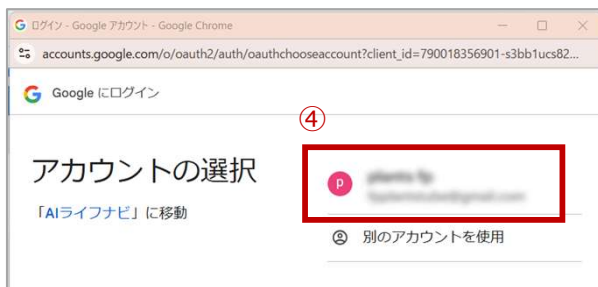 G ログイン - Google アカウント - Google Chrome
accounts.google.com/o/oauth2/auth/oauthchooseaccount?client_id=790018356901-s3bb1ucs82...
G Google にログイン
④
アカウントの選択
P
「AIライフナビ」に移動
別のアカウントを使用